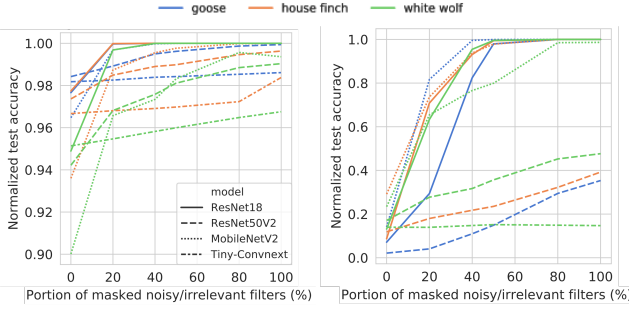 goose house finch white wolf
Normalized test accuracy
1.00
0.98
0.96
0.94
0.92
0.90
model
ResNet18
ResNet50V2
MobileNetV2
Tiny-Convnext
0 20 40 60 80 100
Portion of masked noisy/irrelevant filters (%)
Normalized test accuracy
1.0
0.8
0.6
0.4
0.2
0.0
0 20 40 60 80 100
Portion of masked noisy/irrelevant filters (%)